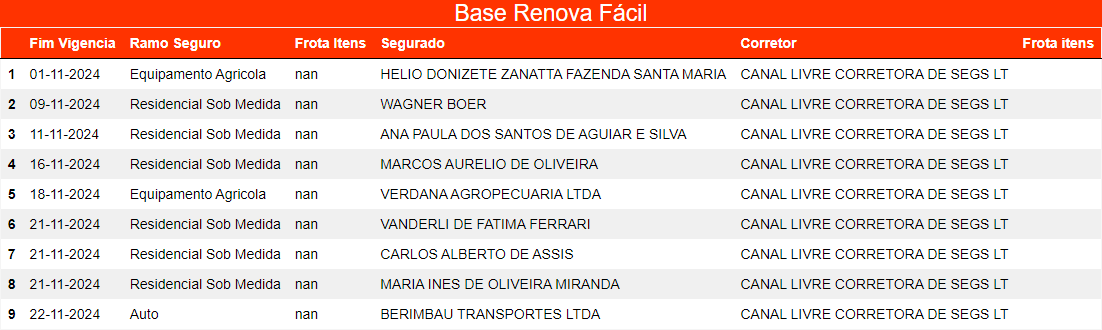 Base Renova Fácil
Fim Vigencia Ramo Seguro Frota Itens Segurado Corretor Frota itens
1 01-11-2024 Equipamento Agricola nan HELIO DONIZETE ZANATTA FAZENDA SANTA MARIA CANAL LIVRE CORRETORA DE SEGS LT
2 09-11-2024 Residencial Sob Medida nan WAGNER BOER CANAL LIVRE CORRETORA DE SEGS LT
3 11-11-2024 Residencial Sob Medida nan ANA PAULA DOS SANTOS DE AGUIAR E SILVA CANAL LIVRE CORRETORA DE SEGS LT
4 16-11-2024 Residencial Sob Medida nan MARCOS AURELIO DE OLIVEIRA CANAL LIVRE CORRETORA DE SEGS LT
5 18-11-2024 Equipamento Agricola nan VERDANA AGROPECUARIA LTDA CANAL LIVRE CORRETORA DE SEGS LT
6 21-11-2024 Residencial Sob Medida nan VANDERLI DE FATIMA FERRARI CANAL LIVRE CORRETORA DE SEGS LT
7 21-11-2024 Residencial Sob Medida nan CARLOS ALBERTO DE ASSIS CANAL LIVRE CORRETORA DE SEGS LT
8 21-11-2024 Residencial Sob Medida nan MARIA INES DE OLIVEIRA MIRANDA CANAL LIVRE CORRETORA DE SEGS LT
9 22-11-2024 Auto nan BERIMBAU TRANSPORTES LTDA CANAL LIVRE CORRETORA DE SEGS LT